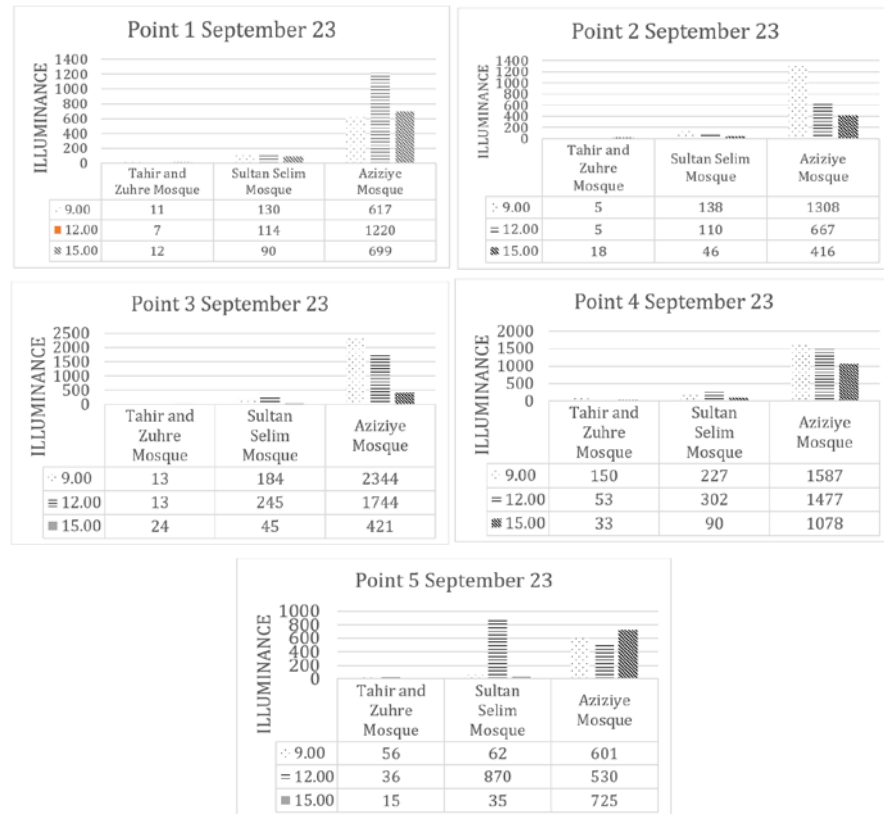 Point 1 September 23
ILLUMINANCE
1400
1200
1000
800
600
400
200
0
Tahir and Zuhre Mosque Sultan Selim Mosque Aziziye Mosque
9.00 11 130 617
12.00 7 114 1220
15.00 12 90 699
Point 2 September 23
ILLUMINANCE
1400
1200
1000
800
600
400
200
0
Tahir and Zuhre Mosque Sultan Selim Mosque Aziziye Mosque
9.00 5 138 1308
12.00 5 110 667
15.00 18 46 416
Point 3 September 23
ILLUMINANCE
2500
2000
1500
1000
500
0
Tahir and Zuhre Mosque Sultan Selim Mosque Aziziye Mosque
9.00 13 184 2344
12.00 13 245 1744
15.00 24 45 421
Point 4 September 23
ILLUMINANCE
2000
1500
1000
500
0
Tahir and Zuhre Mosque Sultan Selim Mosque Aziziye Mosque
9.00 150 227 1587
12.00 53 302 1477
15.00 33 90 1078
Point 5 September 23
ILLUMINANCE
1000
800
600
400
200
0
Tahir and Zuhre Mosque Sultan Selim Mosque Aziziye Mosque
9.00 56 62 601
12.00 36 870 530
15.00 15 35 725